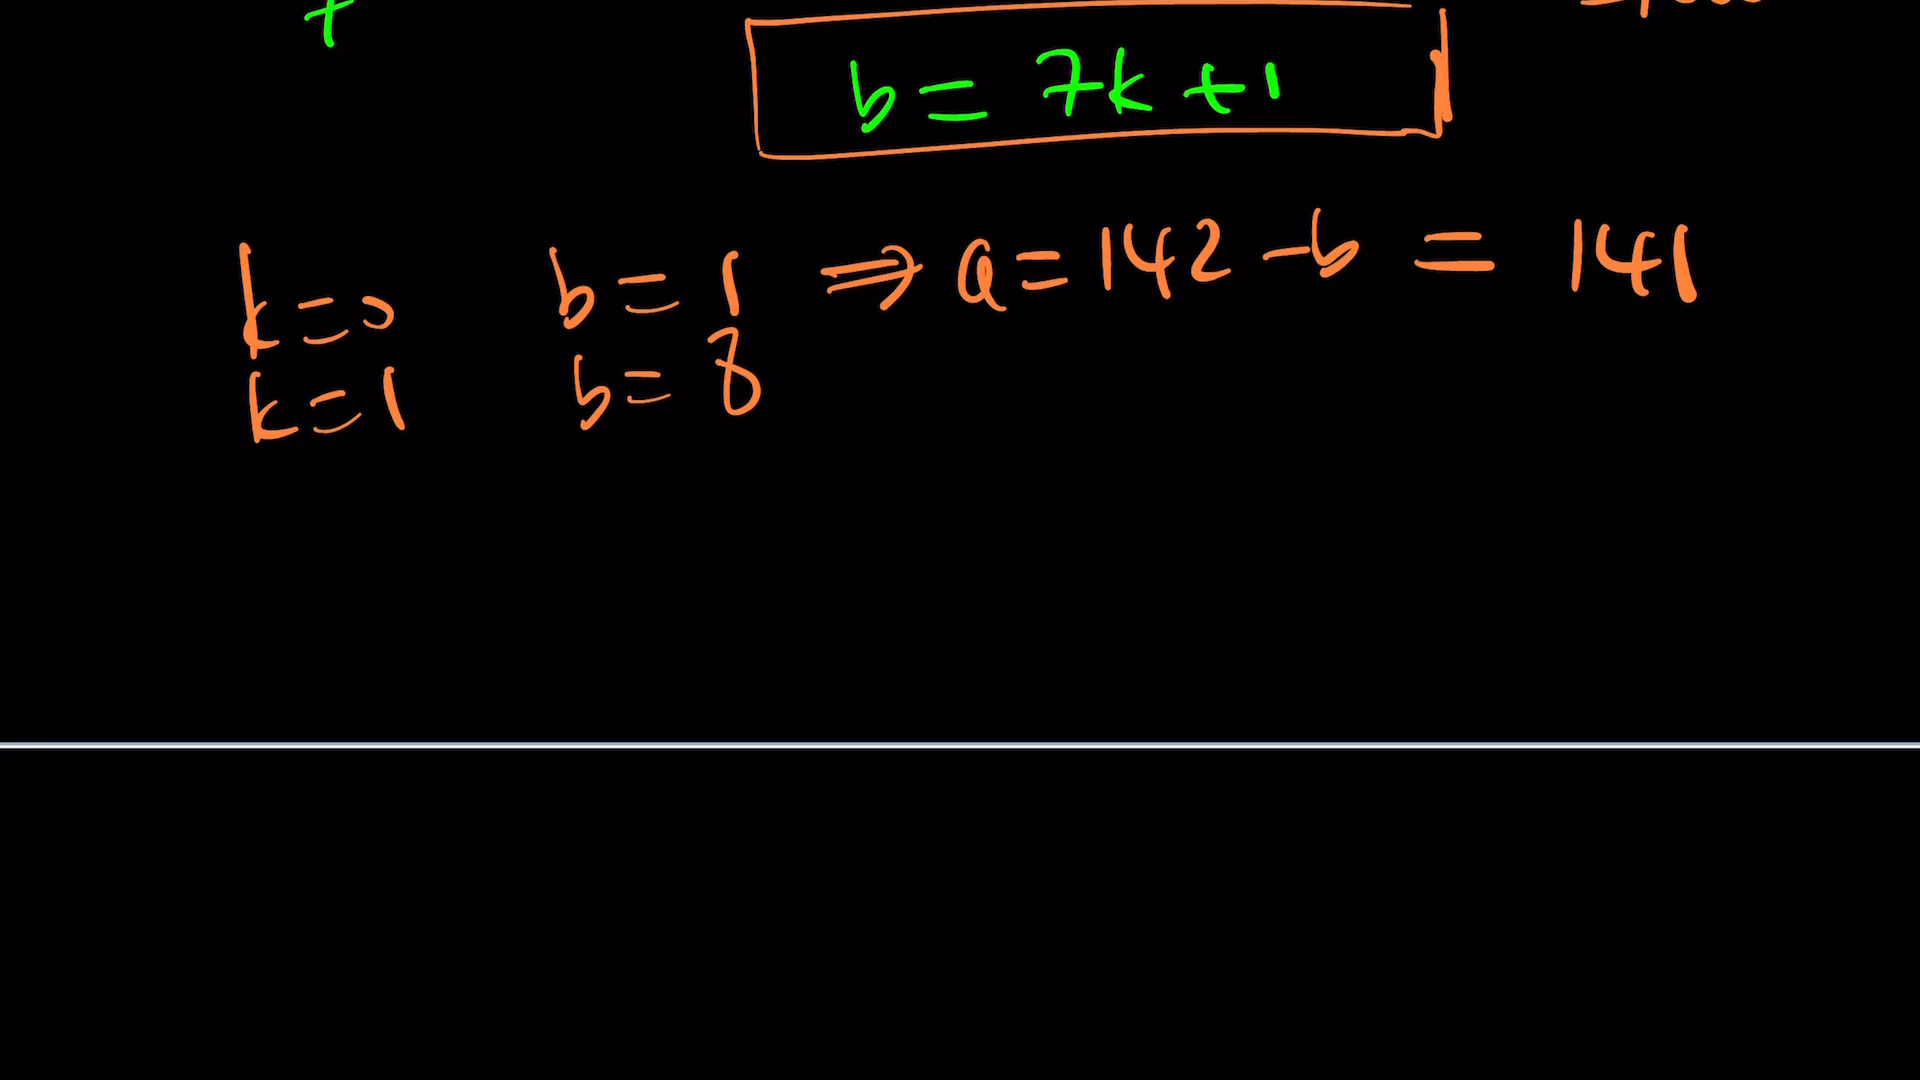 b = 7k + 1
k = 0 b = 1 ⇒ a = 142 - b = 141
k = 1 b = 8